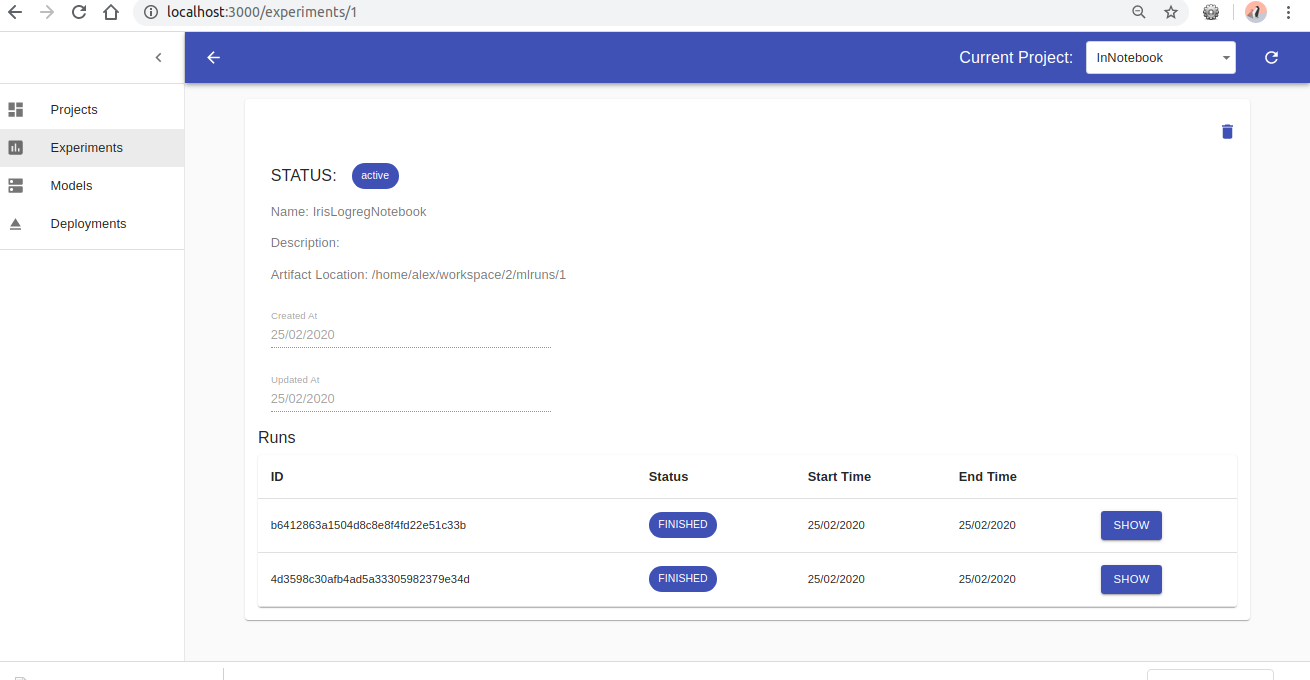 localhost:3000/experiments/1
Current Project: InNotebook
Projects
Experiments
Models
Deployments
STATUS: active
Name: IrisLogregNotebook
Description:
Artifact Location: /home/alex/workspace/2/mlruns/1
Created At
25/02/2020
Updated At
25/02/2020
Runs
ID Status Start Time End Time
b6412863a1504d8c8e8f4fd22e51c33b FINISHED 25/02/2020 25/02/2020 SHOW
4d3598c30afb4ad5a33305982379e34d FINISHED 25/02/2020 25/02/2020 SHOW